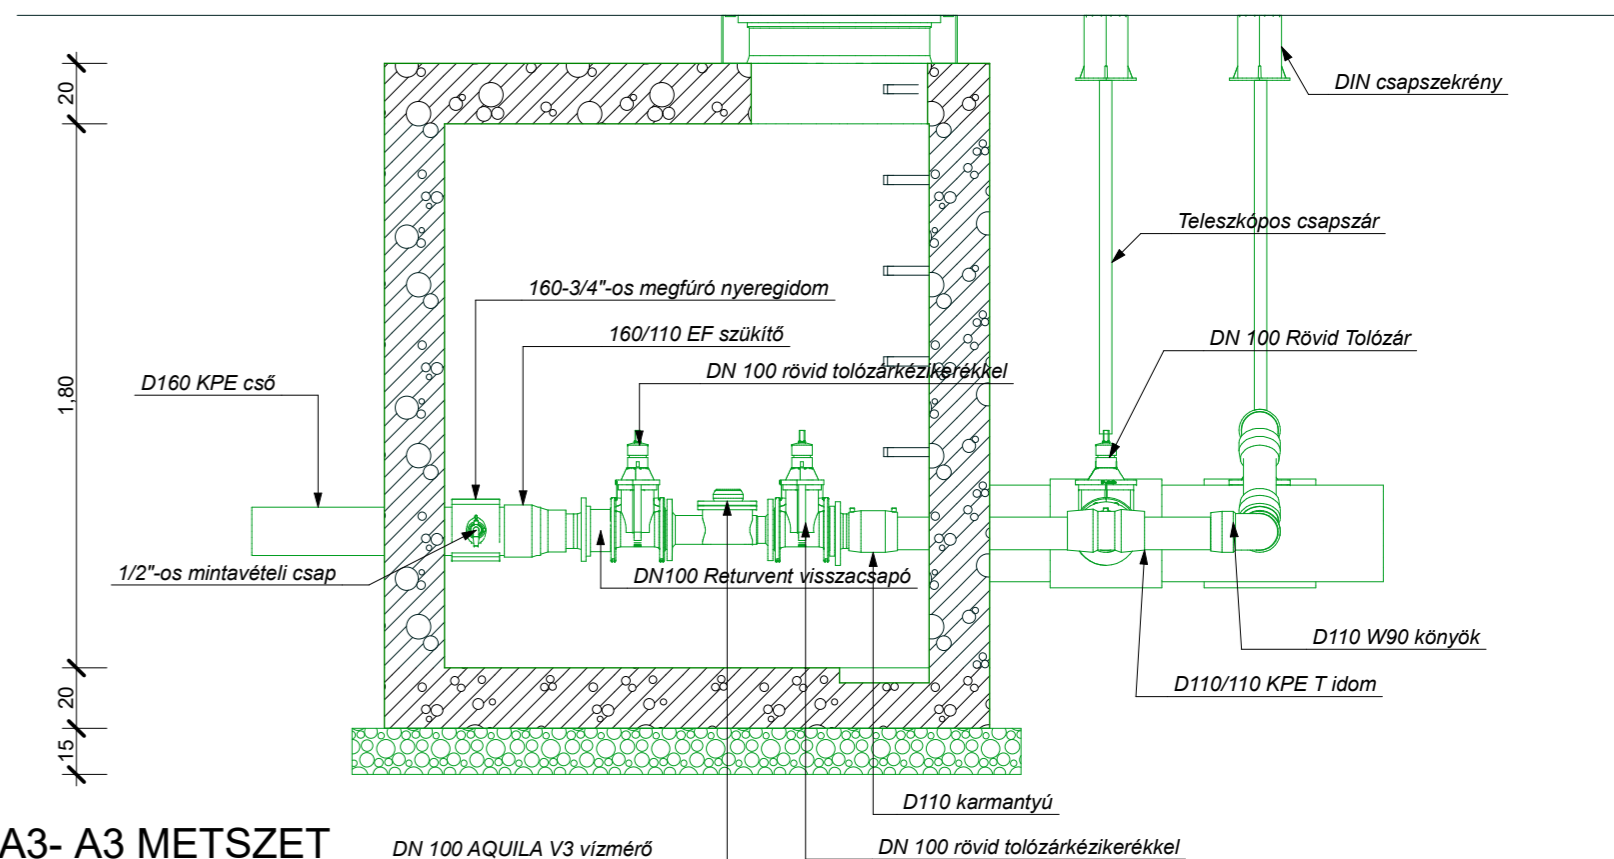 DIN csapszekrény
20
Teleszkópos csapszár
160-3/4"-os megfúró nyeregidom
160/110 EF szükítő
DN 100 Rövid Tolózár
DN 100 rövid tolózárkézikerékkel
D160 KPE cső
1,80
1/2"-os mintavételi csap
DN100 Returvent visszacsapó
D110 W90 könyök
D110/110 KPE T idom
20
15
D110 karmantyú
A3- A3 METSZET
DN 100 AQUILA V3 vízmérő
DN 100 rövid tolózárkézikerékkel